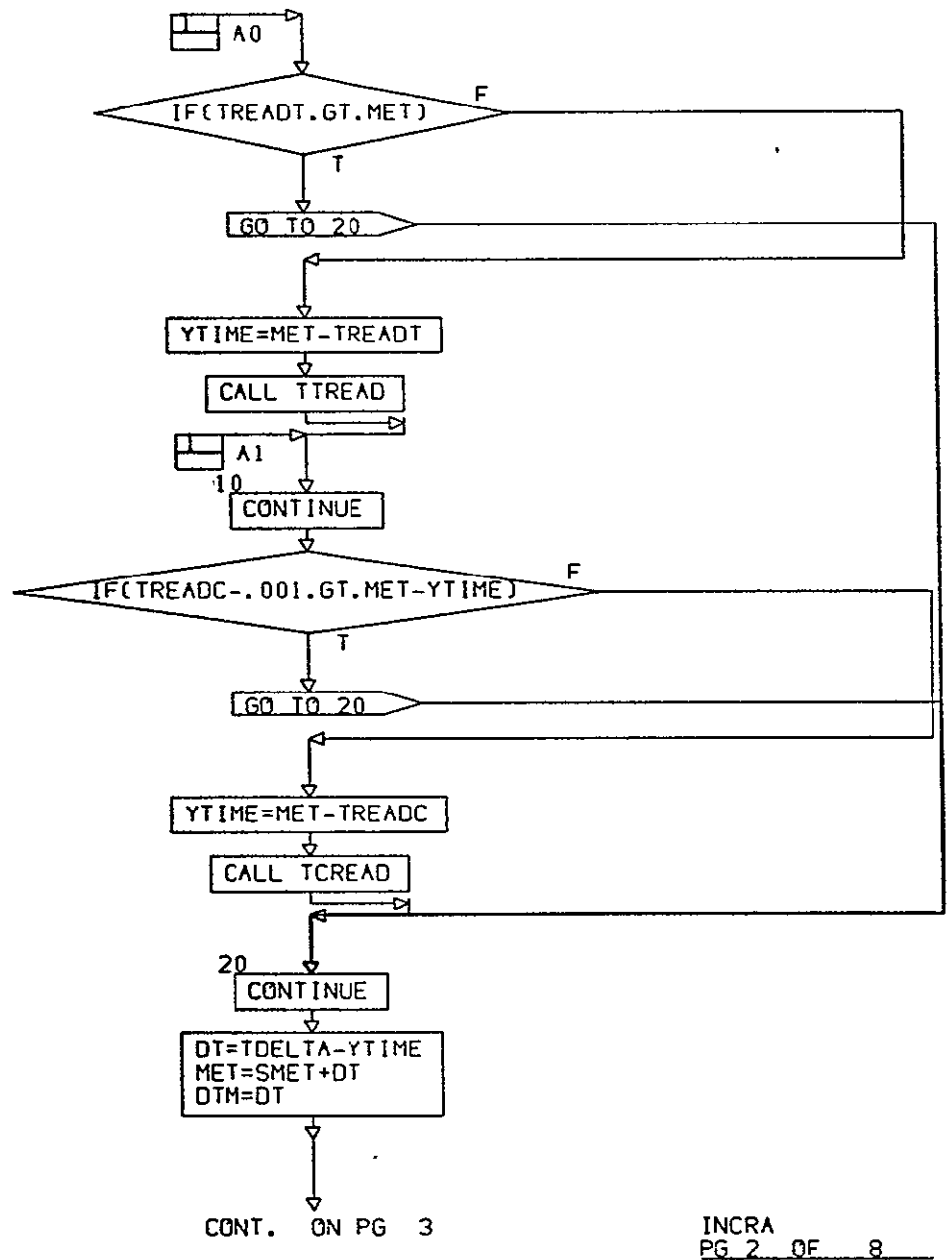 A0
IF(TREADT.GT.MET)
F
T
GO TO 20
YTIME=MET-TREADT
CALL TTREAD
A1
10
CONTINUE
IF(TREADC-.001.GT.MET-YTIME)
F
T
GO TO 20
YTIME=MET-TREADC
CALL TCREAD
20
CONTINUE
DT=TDELTA-YTIME
MET=SMET+DT
DTM=DT
CONT. ON PG 3
INCRA
PG 2 OF 8